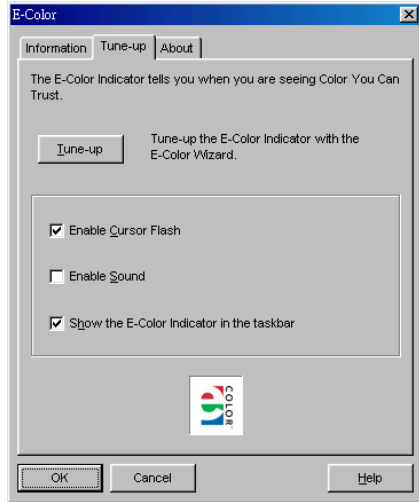 E-Color
Information Tune-up About
The E-Color Indicator tells you when you are seeing Color You Can
Trust.
Tune-up
Tune-up the E-Color Indicator with the
E-Color Wizard.
Enable Cursor Flash
Enable Sound
Show the E-Color Indicator in the taskbar
COLOR
OK Cancel Help